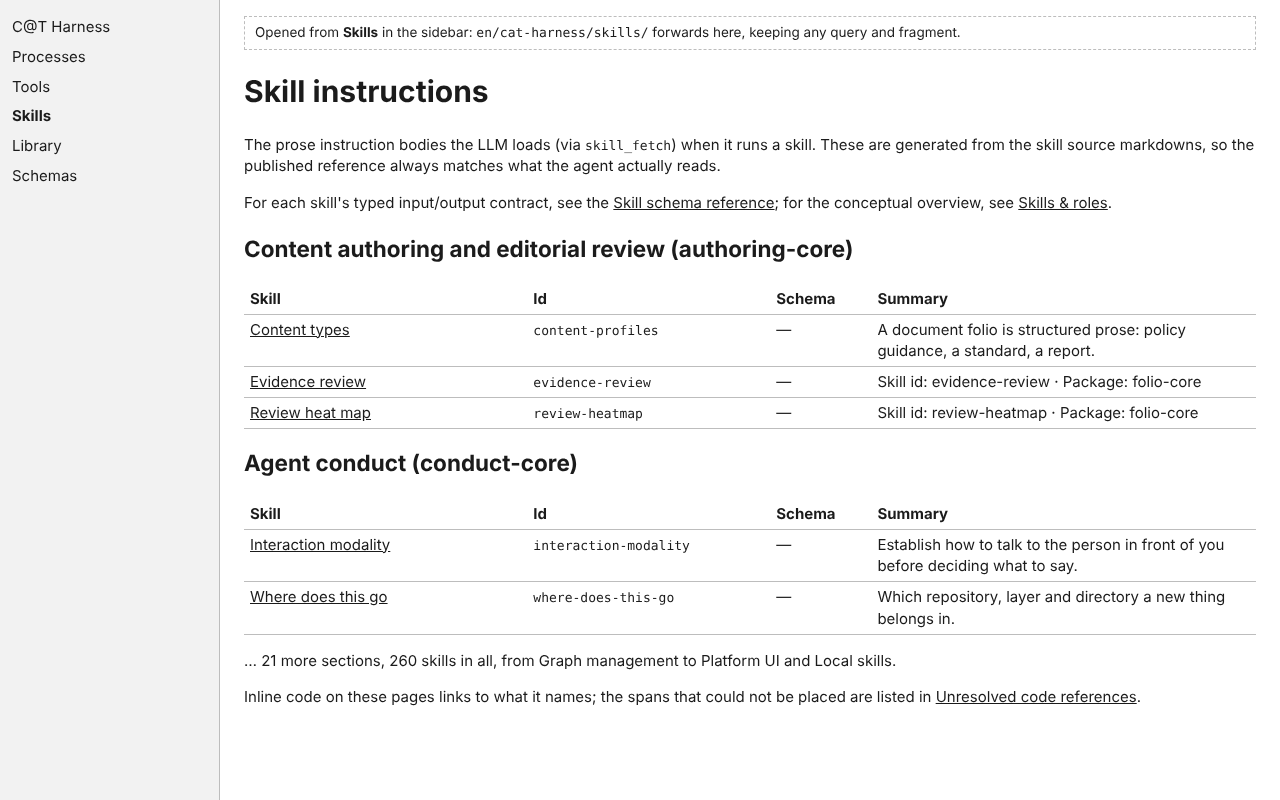 C@T Harness
Processes
Tools
Skills
Library
Schemas
Opened from Skills in the sidebar: en/cat-harness/skills/ forwards here, keeping any query and fragment.
Skill instructions
The prose instruction bodies the LLM loads (via skill_fetch) when it runs a skill. These are generated from the skill source markdowns, so the
published reference always matches what the agent actually reads.
For each skill's typed input/output contract, see the Skill schema reference; for the conceptual overview, see Skills & roles.
Content authoring and editorial review (authoring-core)
Skill Id Schema Summary
Content types content-profiles — A document folio is structured prose: policy
guidance, a standard, a report.
Evidence review evidence-review — Skill id: evidence-review · Package: folio-core
Review heat map review-heatmap — Skill id: review-heatmap · Package: folio-core
Agent conduct (conduct-core)
Skill Id Schema Summary
Interaction modality interaction-modality — Establish how to talk to the person in front of you
before deciding what to say.
Where does this go where-does-this-go — Which repository, layer and directory a new thing
belongs in.
… 21 more sections, 260 skills in all, from Graph management to Platform UI and Local skills.
Inline code on these pages links to what it names; the spans that could not be placed are listed in Unresolved code references.